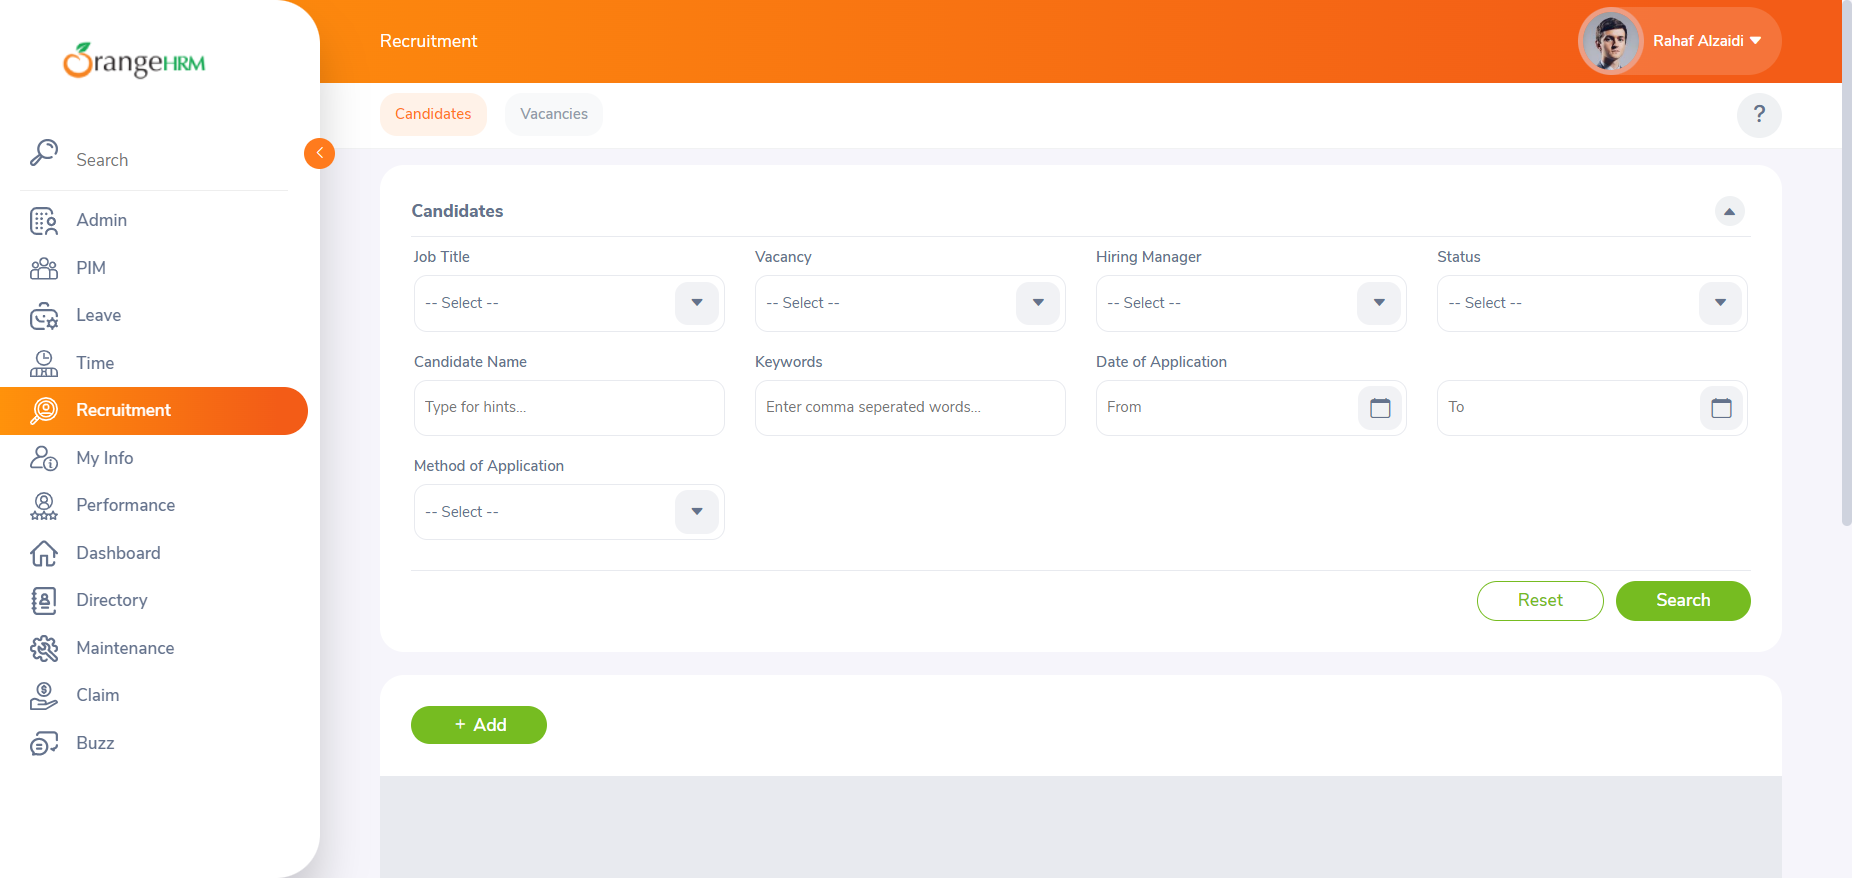 OrangeHRM
Search
Admin
PIM
Leave
Time
Recruitment
My Info
Performance
Dashboard
Directory
Maintenance
Claim
Buzz
Recruitment
Rahaf Alzaidi
Candidates
Vacancies
?
Candidates
Job Title
Vacancy
Hiring Manager
Status
-- Select --
-- Select --
-- Select --
-- Select --
Candidate Name
Keywords
Date of Application
Type for hints...
Enter comma seperated words...
From
To
Method of Application
-- Select --
Reset
Search
+ Add